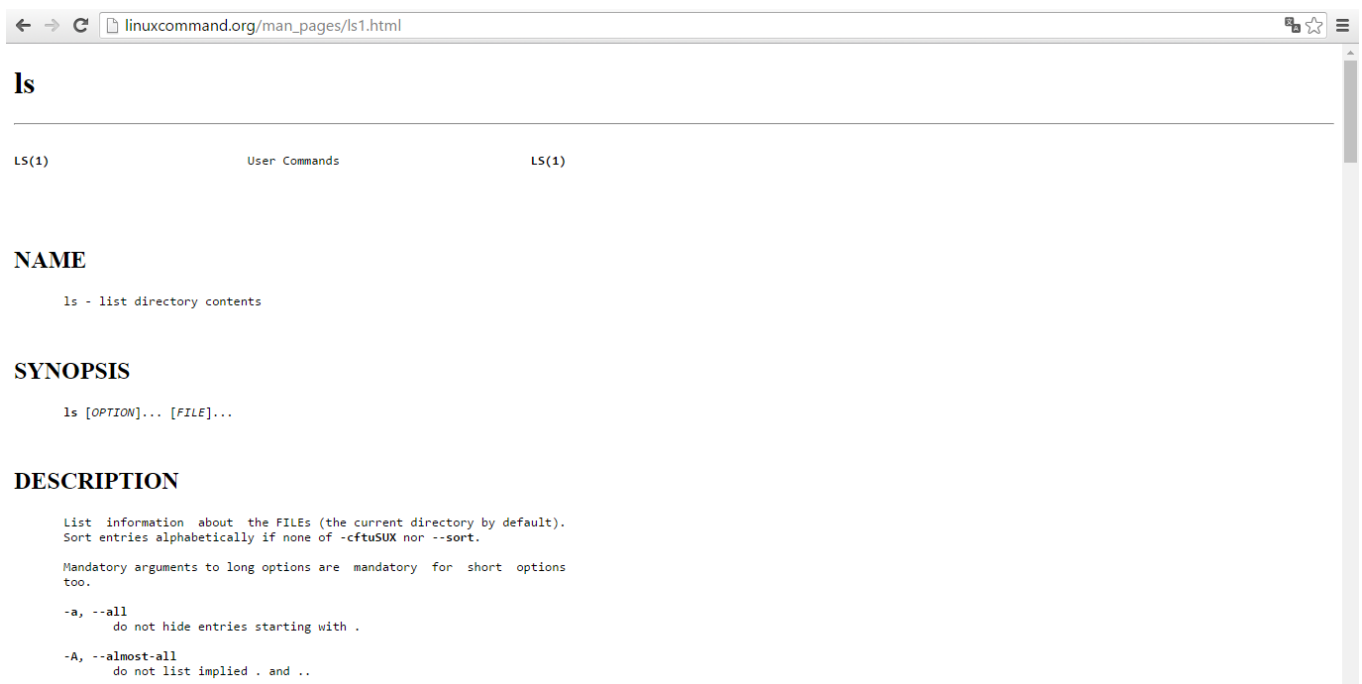 linuxcommand.org/man_pages/ls1.html
ls
LS(1) User Commands LS(1)
NAME
ls - list directory contents
SYNOPSIS
ls [OPTION]... [FILE]...
DESCRIPTION
List information about the FILEs (the current directory by default).
Sort entries alphabetically if none of -cftuSUX nor --sort.
Mandatory arguments to long options are mandatory for short options
too.
-a, --all
do not hide entries starting with .
-A, --almost-all
do not list implied . and ..